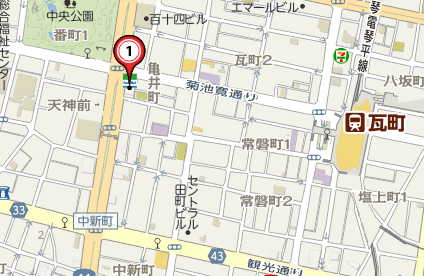 中央公園
番町1
総合福祉センター
百十四ビル
エマールビル
琴電琴平線
1
亀井町
瓦町2
7
八坂町
菊池寛通り
天神前
瓦町
常磐町1
セントラル
田町ビル
常磐町2
塩上町1
33
中新町
2
43
中新町
観光通り